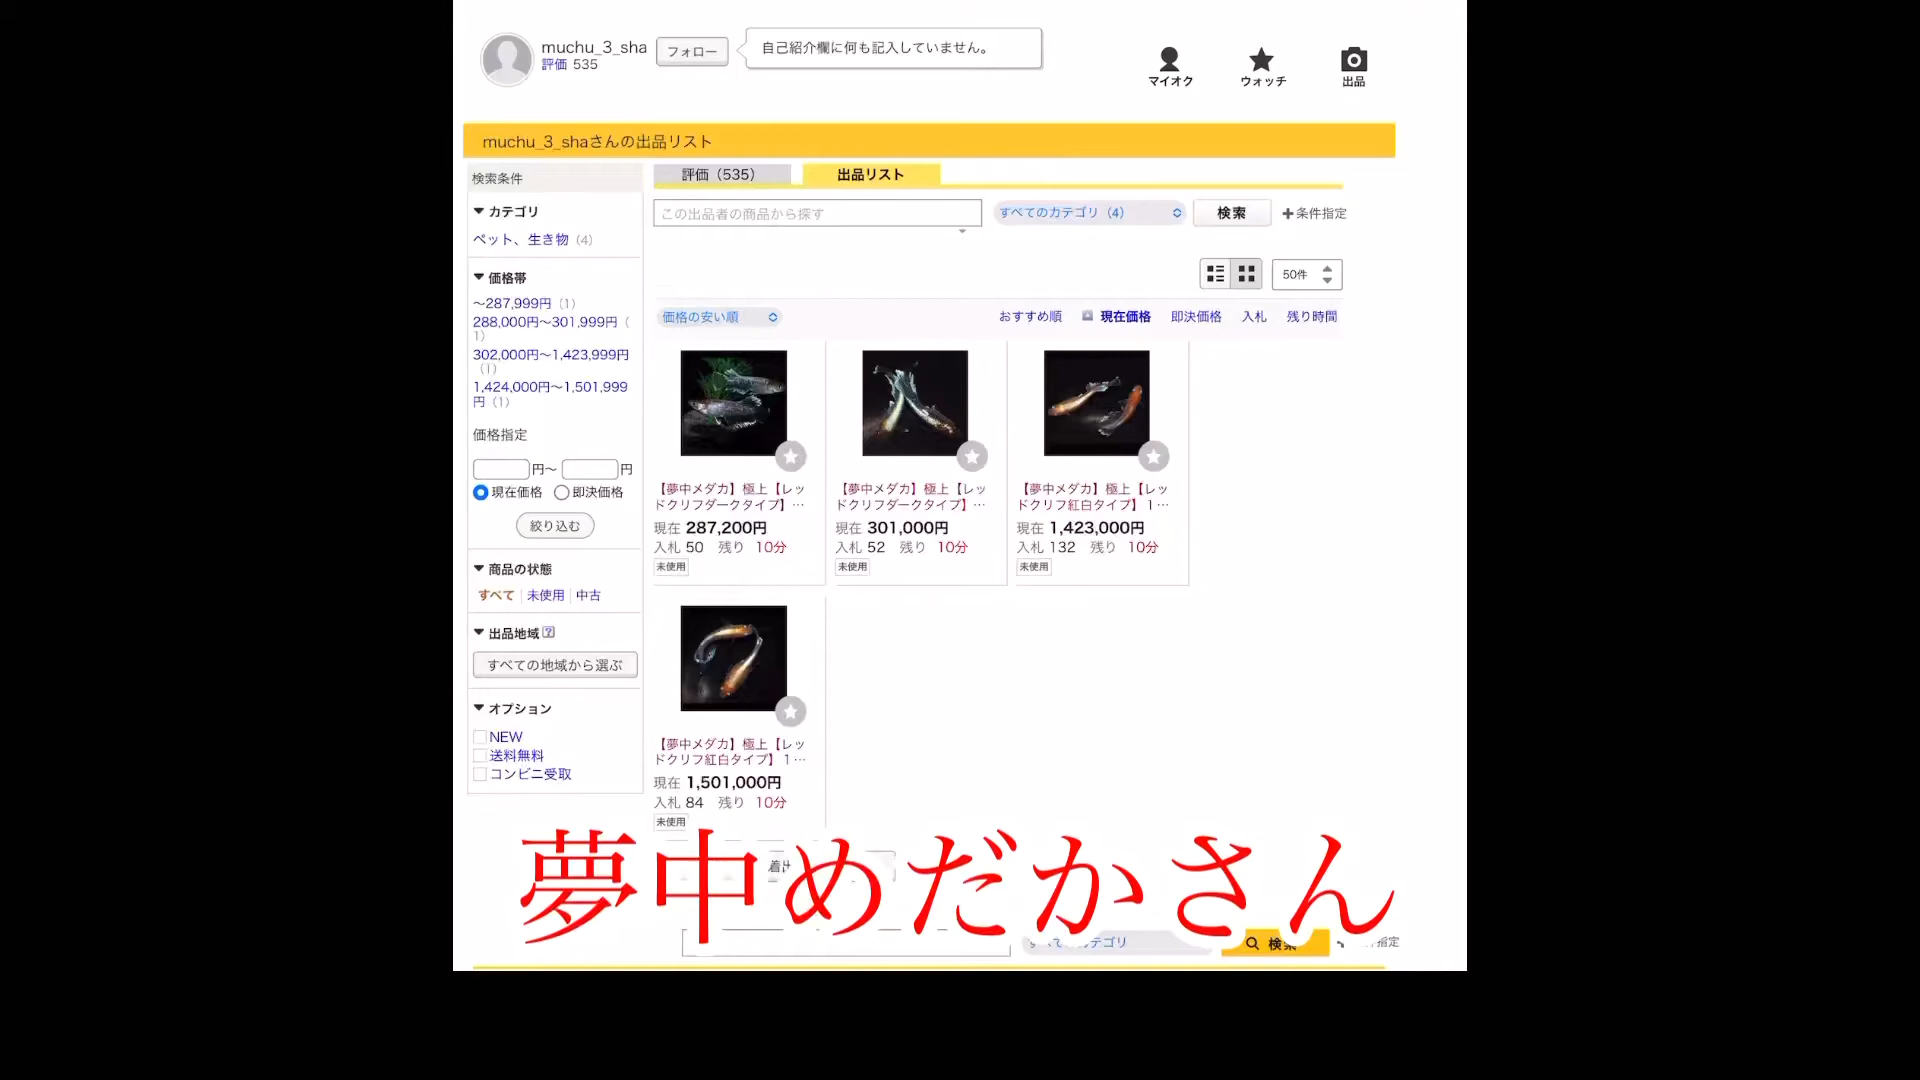 muchu_3_sha
評価 535
フォロー
自己紹介欄に何も記入していません。
マイオク
ウォッチ
出品
muchu_3_shaさんの出品リスト
検索条件
評価（535）
出品リスト
カテゴリ
ペット、生き物（4）
この出品者の商品から探す
すべてのカテゴリ（4）
検索
+条件指定
価格帯
〜287,999円（1）
288,000円〜301,999円（
1）
302,000円〜1,423,999円
（1）
1,424,000円〜1,501,999
円（1）
50件
価格の安い順
おすすめ順
現在価格
即決価格
入札
残り時間
価格指定
円〜
円
現在価格
即決価格
絞り込む
商品の状態
すべて
未使用
中古
出品地域?
すべての地域から選ぶ
オプション
NEW
送料無料
コンビニ受取
【夢中メダカ】極上【レッ
ドクリフダークタイプ】…
現在 287,200円
入札 50 残り 10分
未使用
【夢中メダカ】極上【レッ
ドクリフダークタイプ】…
現在 301,000円
入札 52 残り 10分
未使用
【夢中メダカ】極上【レッ
ドクリフ紅白タイプ】１…
現在 1,423,000円
入札 132 残り 10分
未使用
【夢中メダカ】極上【レッ
ドクリフ紅白タイプ】１…
現在 1,501,000円
入札 84 残り 10分
未使用
夢中めだかさん
検索
指定